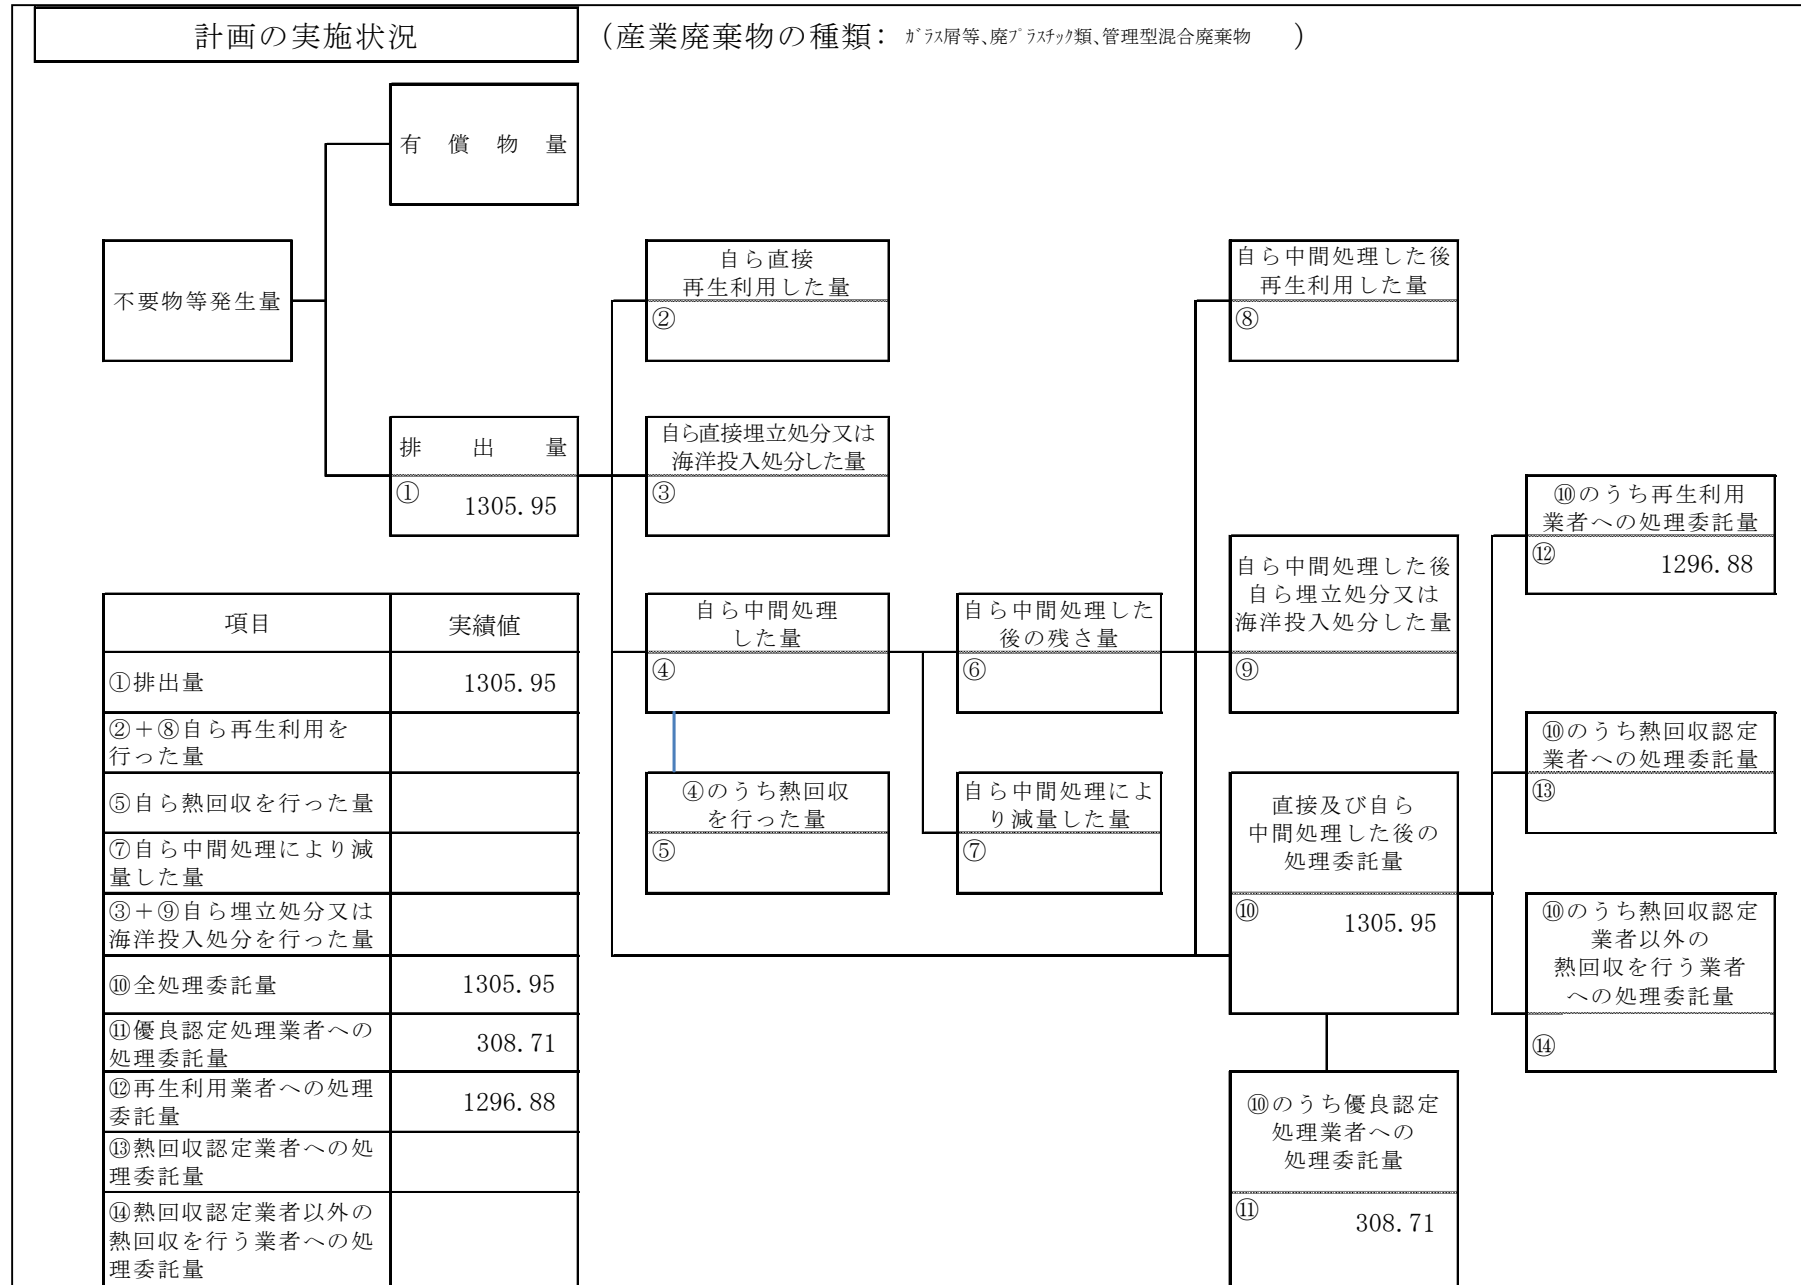 計画の実施状況
（産業廃棄物の種類： ｶﾞﾗｽ屑等、廃ﾌﾟﾗｽﾁｯｸ類、管理型混合廃棄物 ）
有 償 物 量
不要物等発生量
自ら直接
再生利用した量
②
自ら中間処理した後
再生利用した量
⑧
排 出 量
① 1305.95
自ら直接埋立処分又は
海洋投入処分した量
③
⑩のうち再生利用
業者への処理委託量
⑫ 1296.88
自ら中間処理した後
自ら埋立処分又は
海洋投入処分した量
⑨
自ら中間処理
した量
④
自ら中間処理した
後の残さ量
⑥
⑩のうち熱回収認定
業者への処理委託量
⑬
④のうち熱回収
を行った量
⑤
自ら中間処理によ
り減量した量
⑦
直接及び自ら
中間処理した後の
処理委託量
⑩ 1305.95
⑩のうち熱回収認定
業者以外の
熱回収を行う業者
への処理委託量
⑭
⑩のうち優良認定
処理業者への
処理委託量
⑪ 308.71
項目 実績値
①排出量 1305.95
②＋⑧自ら再生利用を
行った量
⑤自ら熱回収を行った量
⑦自ら中間処理により減
量した量
③＋⑨自ら埋立処分又は
海洋投入処分を行った量
⑩全処理委託量 1305.95
⑪優良認定処理業者への
処理委託量 308.71
⑫再生利用業者への処理
委託量 1296.88
⑬熱回収認定業者への処
理委託量
⑭熱回収認定業者以外の
熱回収を行う業者への処
理委託量